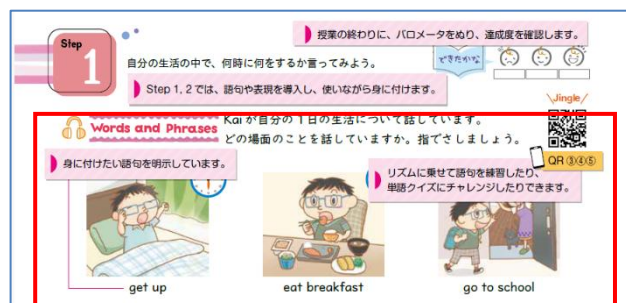 授業の終わりに、バロメータをぬり、達成度を確認します。
Step
1
自分の生活の中で、何時に何をするか言ってみよう。
できたかな
Step 1, 2では、語句や表現を導入し、使いながら身に付けます。
Jingle
Words and Phrases
Kai が自分の1日の生活について話しています。
どの場面のことを話していますか。指でさしましょう。
QR③④⑤
身に付けたい語句を明示しています。
リズムに乗せて語句を練習したり、
単語クイズにチャレンジしたりできます。
get up
eat breakfast
go to school